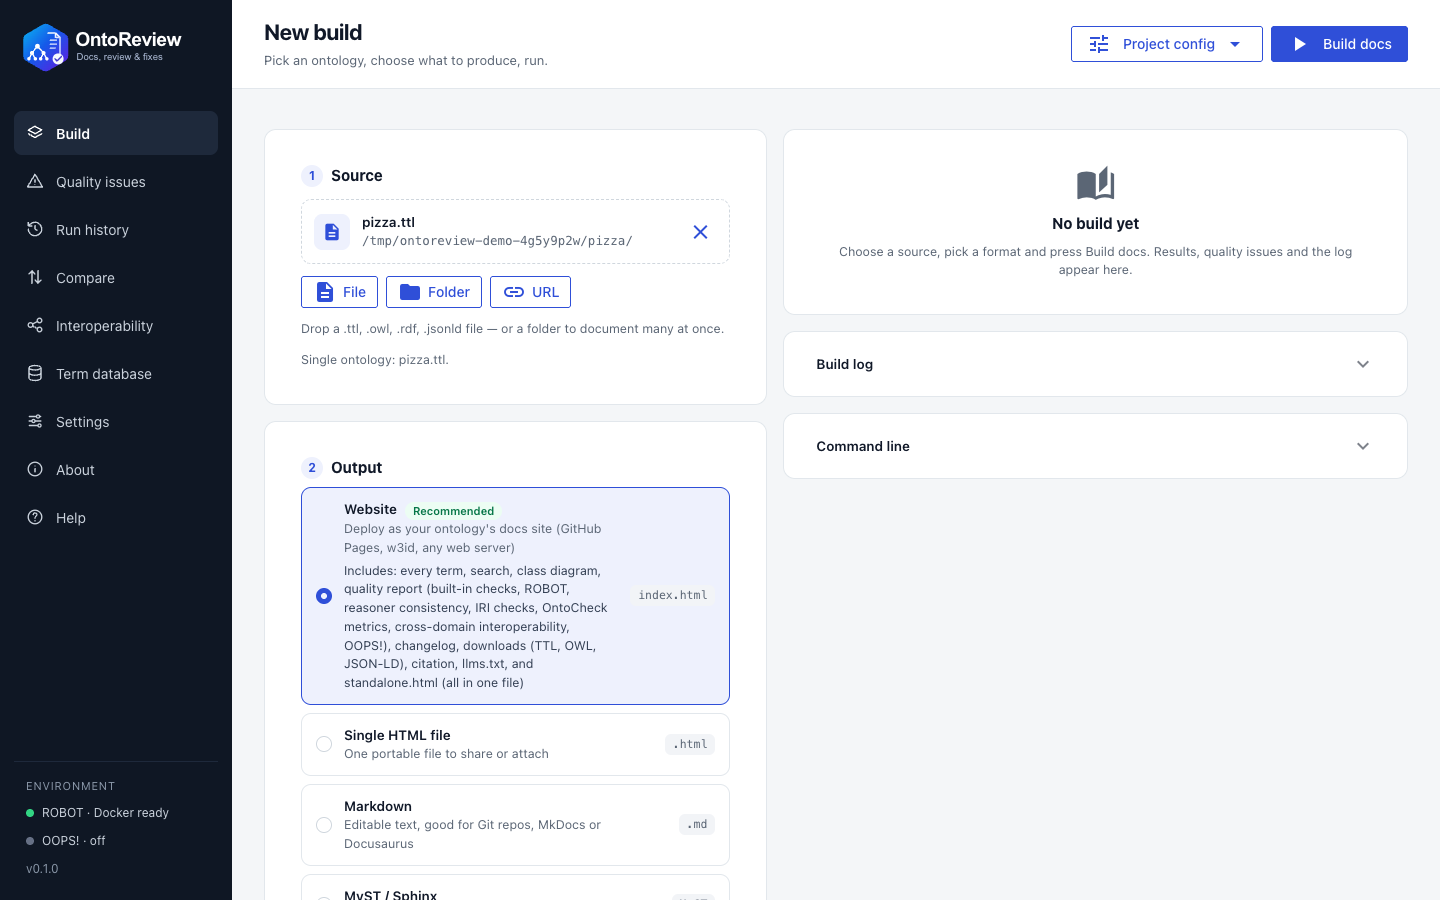 OntoReview
Docs, review & fixes
Build
Quality issues
Run history
Compare
Interoperability
Term database
Settings
About
Help
ENVIRONMENT
ROBOT · Docker ready
OOPS! · off
v0.1.0
New build
Pick an ontology, choose what to produce, run.
Project config
Build docs
1 Source
pizza.ttl
/tmp/ontoreview-demo-4g5y9p2w/pizza/
File
Folder
URL
Drop a .ttl, .owl, .rdf, .jsonld file — or a folder to document many at once.
Single ontology: pizza.ttl.
2 Output
Website Recommended
Deploy as your ontology's docs site (GitHub
Pages, w3id, any web server)
Includes: every term, search, class diagram,
quality report (built-in checks, ROBOT,
reasoner consistency, IRI checks, OntoCheck
metrics, cross-domain interoperability,
OOPS!), changelog, downloads (TTL, OWL,
JSON-LD), citation, llms.txt, and
standalone.html (all in one file)
index.html
Single HTML file
One portable file to share or attach
.html
Markdown
Editable text, good for Git repos, MkDocs or
Docusaurus
.md
MyST / Sphinx
No build yet
Choose a source, pick a format and press Build docs. Results, quality issues and the log
appear here.
Build log
Command line